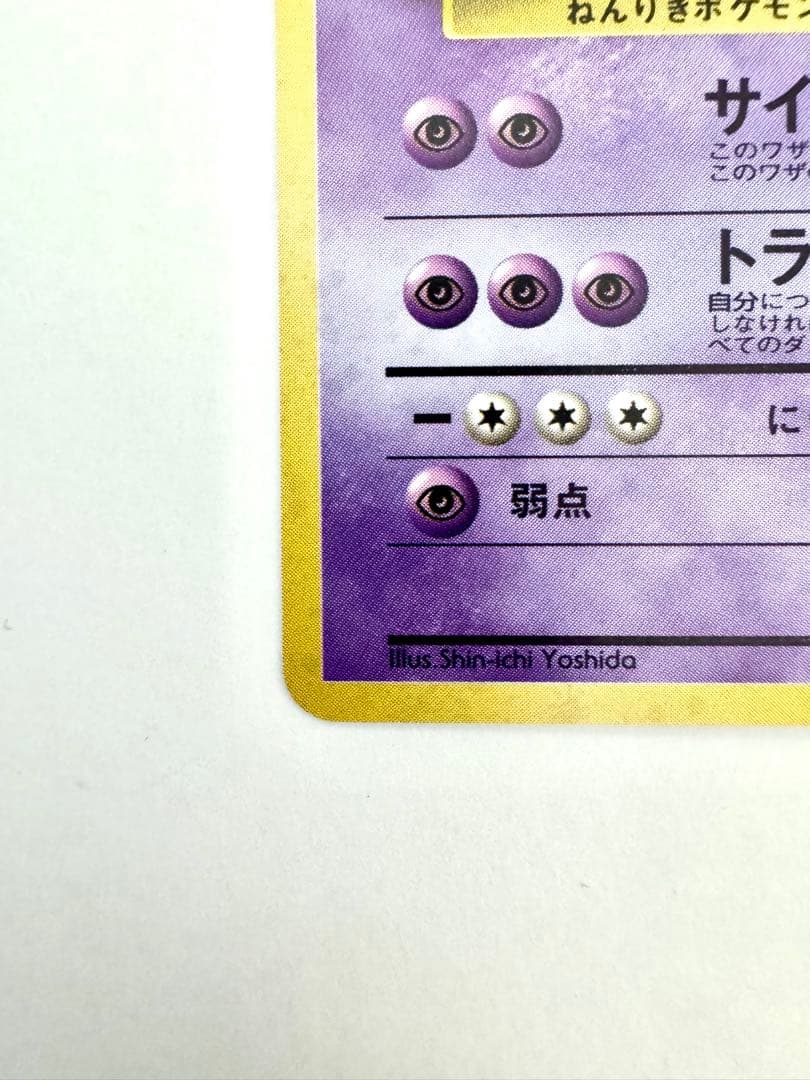 ねんりきポケモン
サイ
このワザ
このワザ
トラ
自分につ
しなけれ
べてのダ
ー に
弱点
Illus. Shin-ichi Yoshida